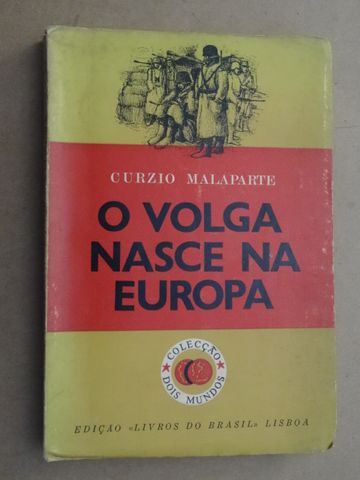 CURZIO MALAPARTE
O VOLGA
NASCE NA
EUROPA
COLECÇÃO
DOIS MUNDOS
EDIÇÃO «LIVROS DO BRASIL» LISBOA